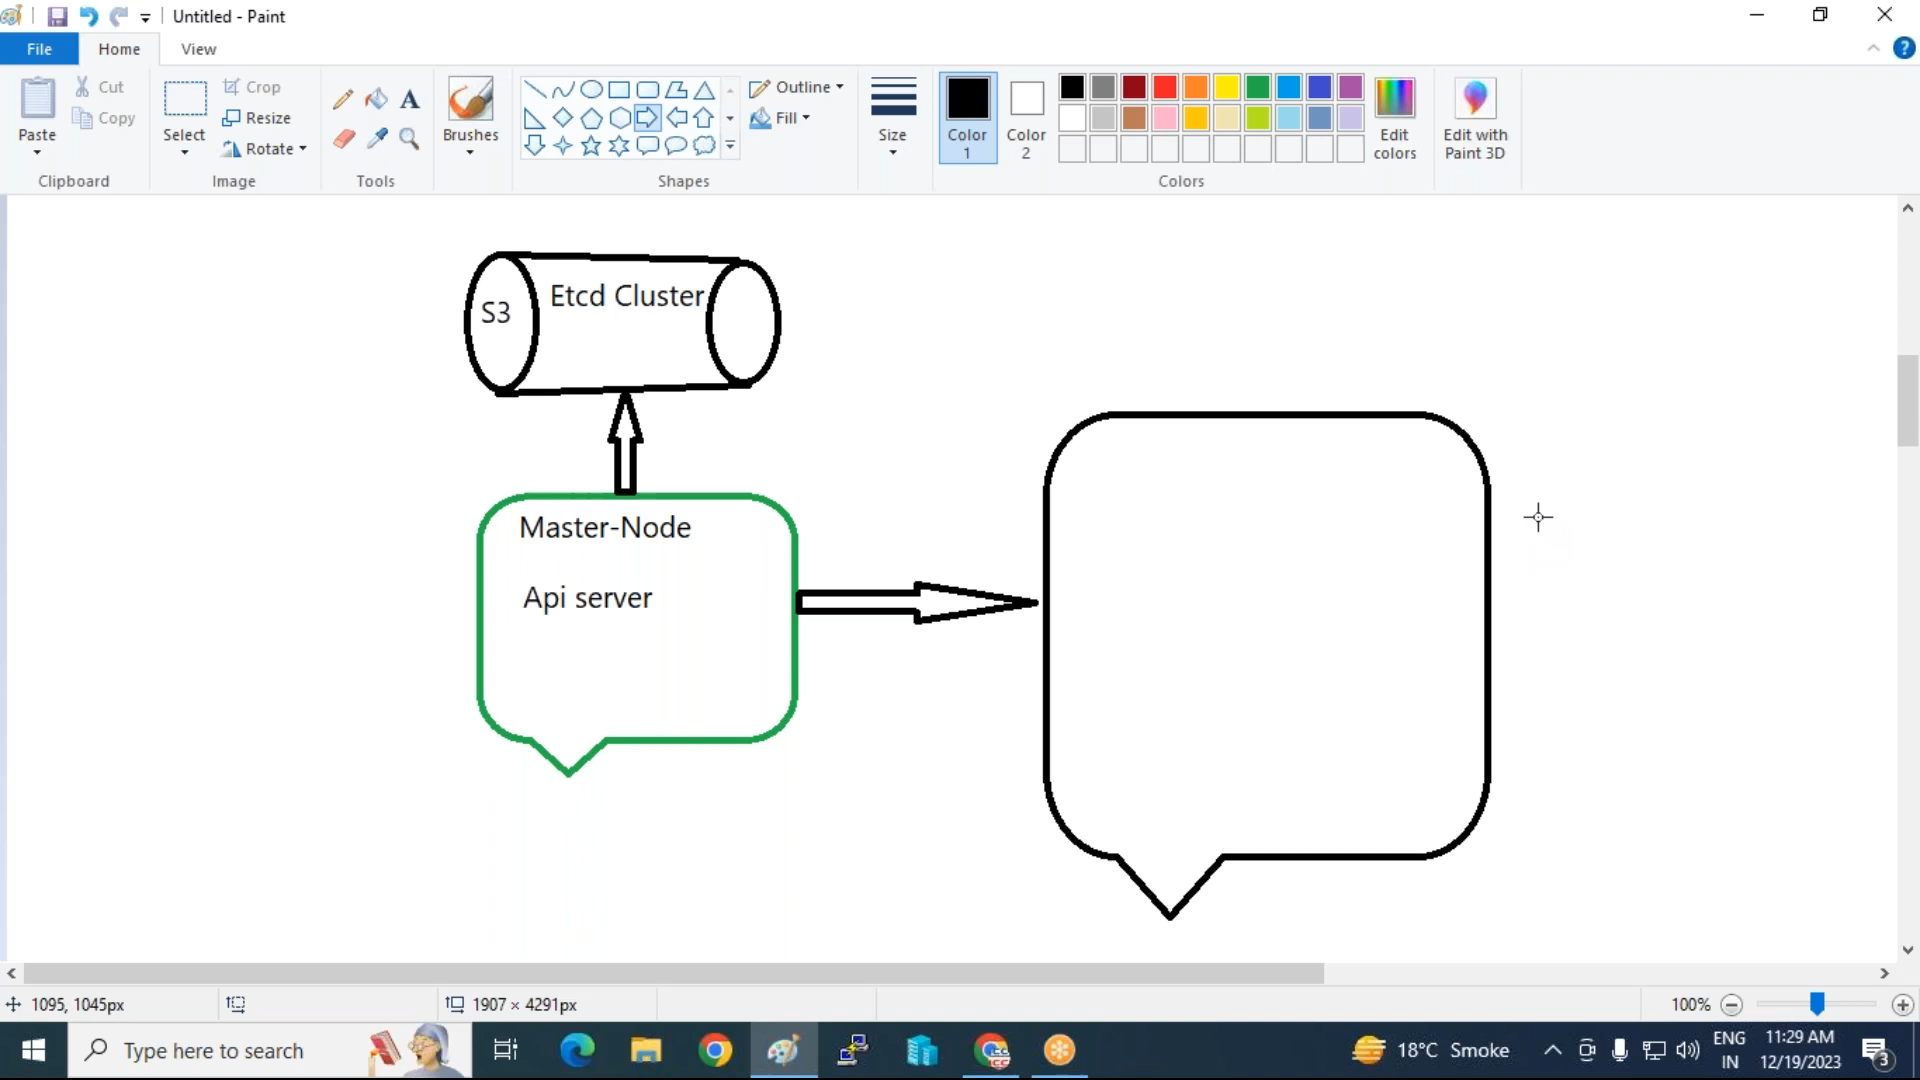 Untitled - Paint
File
Home
View
Paste
Cut
Copy
Clipboard
Select
Crop
Resize
Rotate
Image
A
Tools
Brushes
Shapes
Outline
Fill
Size
Color 1
Color 2
Edit colors
Colors
Edit with Paint 3D
?
S3
Etcd Cluster
Master-Node
Api server
1095, 1045px
1907 × 4291px
100%
Type here to search
18°C Smoke
ENG
IN
11:29 AM
12/19/2023
3